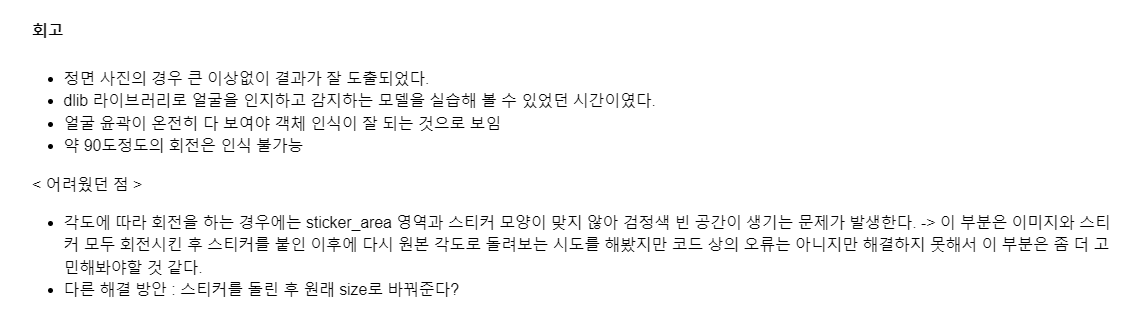 회고
정면 사진의 경우 큰 이상없이 결과가 잘 도출되었다.
dlib 라이브러리로 얼굴을 인지하고 감지하는 모델을 실습해 볼 수 있었던 시간이였다.
얼굴 윤곽이 온전히 다 보여야 객체 인식이 잘 되는 것으로 보임
약 90도정도의 회전은 인식 불가능
< 어려웠던 점 >
각도에 따라 회전을 하는 경우에는 sticker_area 영역과 스티커 모양이 맞지 않아 검정색 빈 공간이 생기는 문제가 발생한다. -> 이 부분은 이미지와 스티
커 모두 회전시킨 후 스티커를 붙인 이후에 다시 원본 각도로 돌려보는 시도를 해봤지만 코드 상의 오류는 아니지만 해결하지 못해서 이 부분은 좀 더 고
민해봐야할 것 같다.
다른 해결 방안 : 스티커를 돌린 후 원래 size로 바꿔준다?